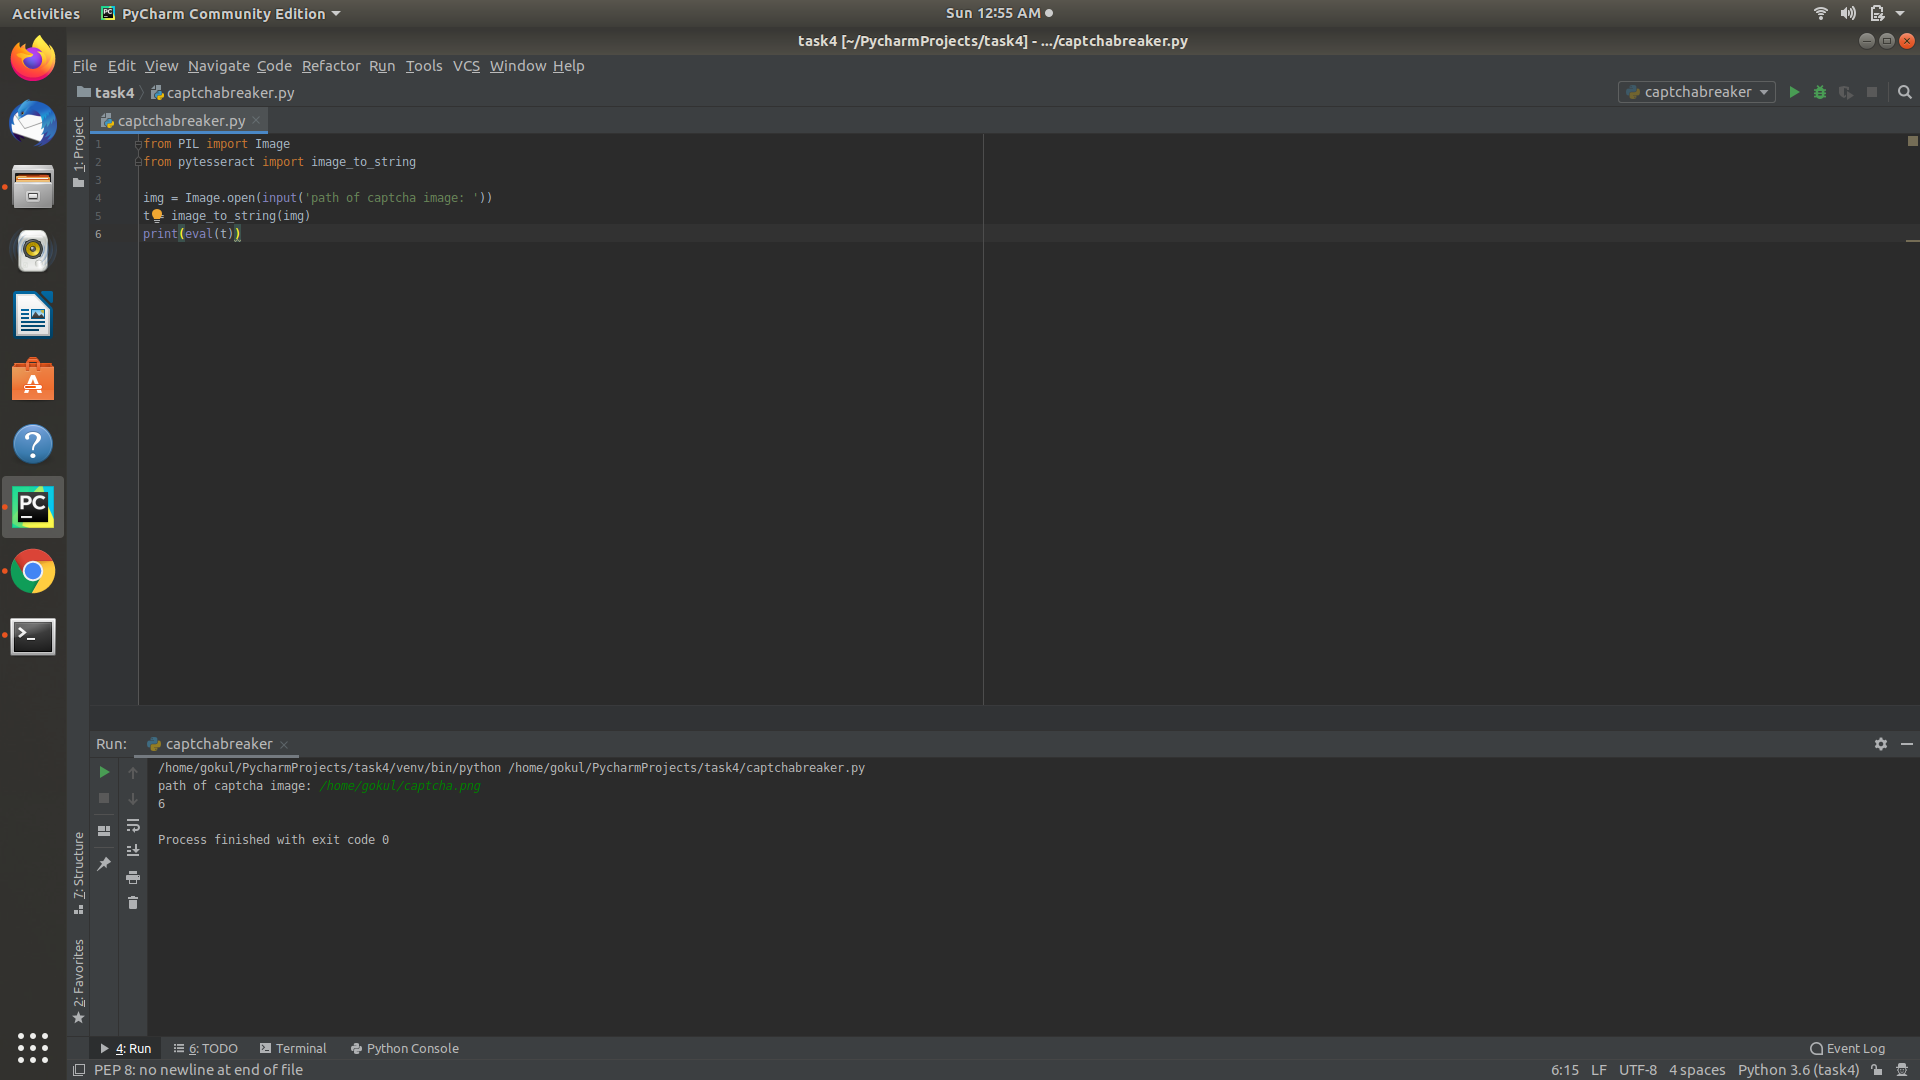 Activities
PyCharm Community Edition
Sun 12:55 AM
task4 [~/PycharmProjects/task4] - .../captchabreaker.py
File Edit View Navigate Code Refactor Run Tools VCS Window Help
task4 captchabreaker.py
captchabreaker
captchabreaker.py
1: Project
1 from PIL import Image
2 from pytesseract import image_to_string
3
4 img = Image.open(input('path of captcha image: '))
5 t image_to_string(img)
6 print(eval(t))
Run: captchabreaker
/home/gokul/PycharmProjects/task4/venv/bin/python /home/gokul/PycharmProjects/task4/captchabreaker.py
path of captcha image: /home/gokul/captcha.png
6
Process finished with exit code 0
7: Structure
2: Favorites
PC
4: Run 6: TODO Terminal Python Console
Event Log
PEP 8: no newline at end of file
6:15 LF UTF-8 4 spaces Python 3.6 (task4)